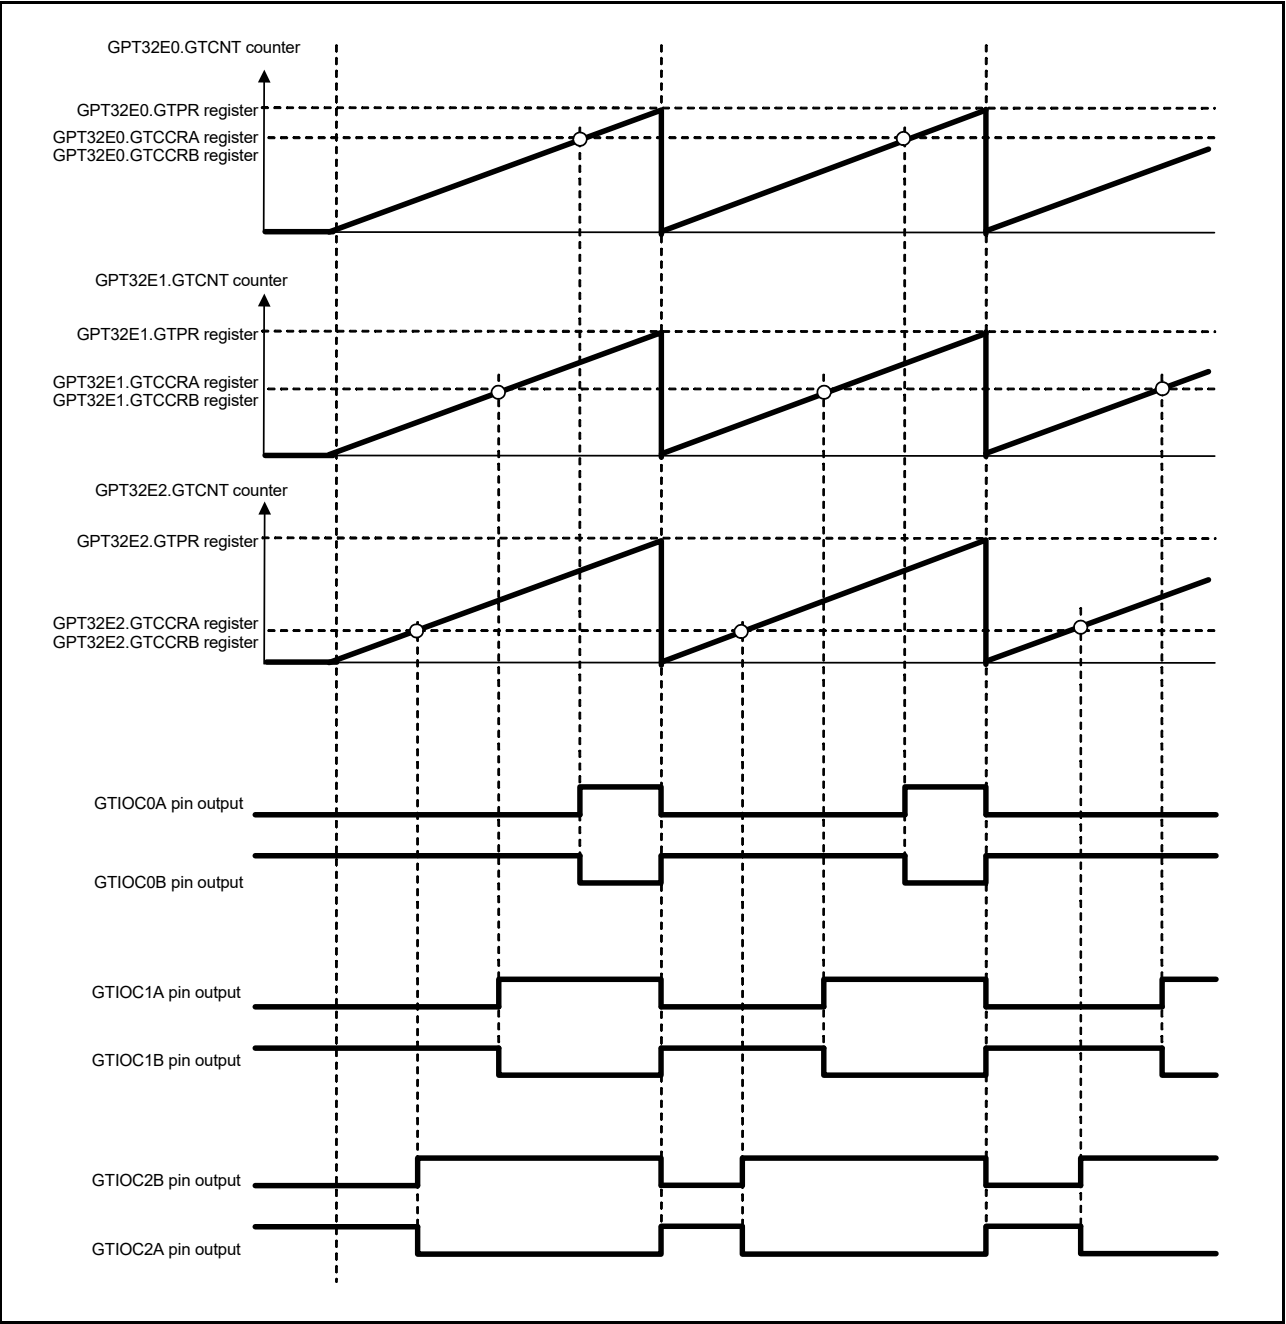 GPT32E0.GTCNT counter
GPT32E0.GTPR register
GPT32E0.GTCCRA register
GPT32E0.GTCCRB register
GPT32E1.GTCNT counter
GPT32E1.GTPR register
GPT32E1.GTCCRA register
GPT32E1.GTCCRB register
GPT32E2.GTCNT counter
GPT32E2.GTPR register
GPT32E2.GTCCRA register
GPT32E2.GTCCRB register
GTIOC0A pin output
GTIOC0B pin output
GTIOC1A pin output
GTIOC1B pin output
GTIOC2B pin output
GTIOC2A pin output